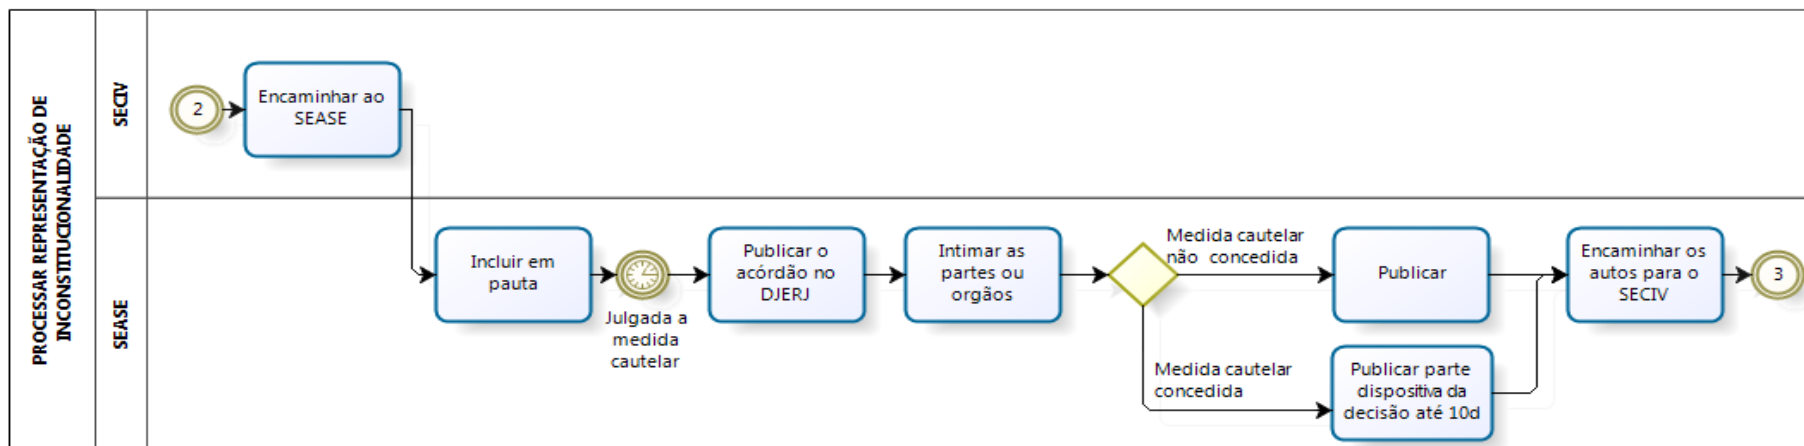 PROCESSAR REPRESENTAÇÃO DE
INCONSTITUCIONALIDADE
SECIV
2
Encaminhar ao
SEASE
SEASE
Incluir em
pauta
Julgada a
medida
cautelar
Publicar o
acórdão no
DJERJ
Intimar as
partes ou
orgãos
Medida cautelar
não concedida
Publicar
Medida cautelar
concedida
Publicar parte
dispositiva da
decisão até 10d
Encaminhar os
autos para o
SECIV
3